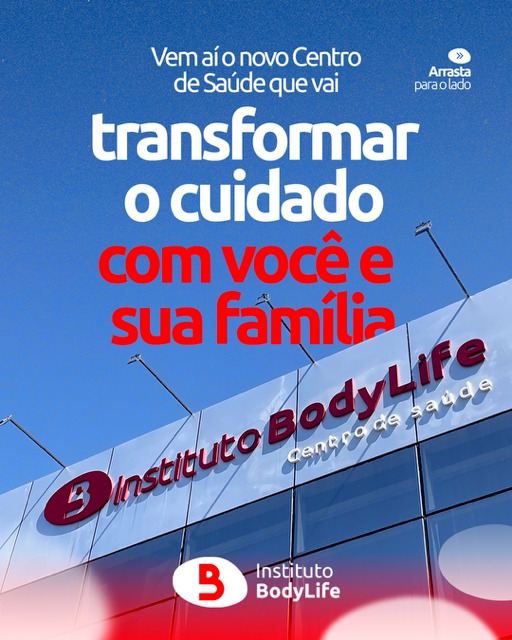 Vem aí o novo Centro
de Saúde que vai
Arrasta
para o lado
transformar
o cuidado
com você e
sua família
Instituto BodyLife
Centro de saúde
Instituto
BodyLife